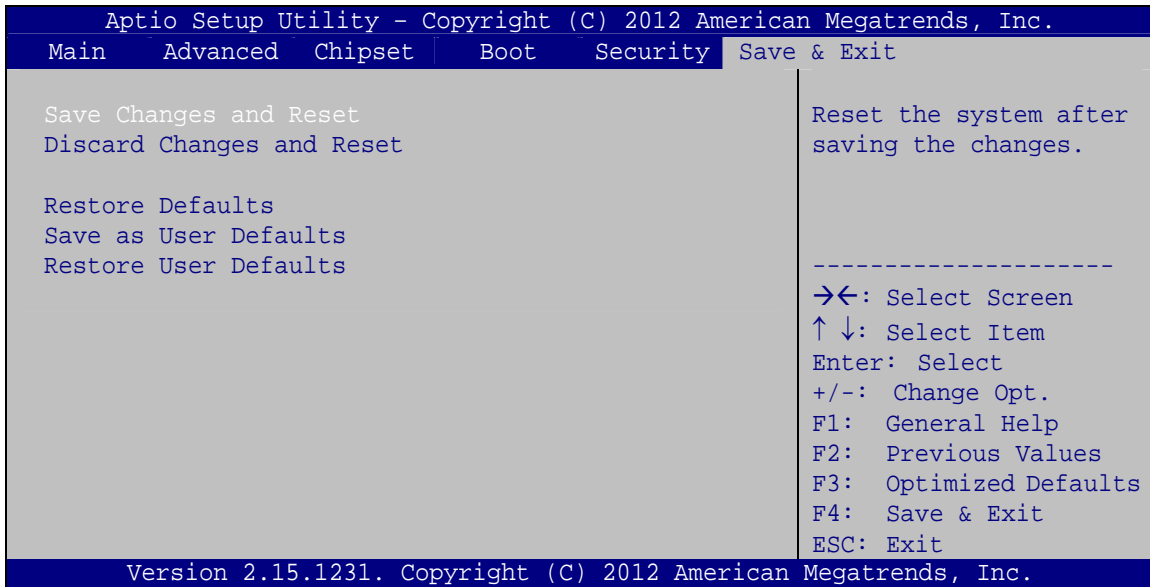 Aptio Setup Utility – Copyright (C) 2012 American Megatrends, Inc.
Main Advanced Chipset Boot Security Save & Exit
Save Changes and Reset
Discard Changes and Reset
Restore Defaults
Save as User Defaults
Restore User Defaults
Reset the system after
saving the changes.
---------------------
→←: Select Screen
↑ ↓: Select Item
Enter: Select
+/-: Change Opt.
F1: General Help
F2: Previous Values
F3: Optimized Defaults
F4: Save & Exit
ESC: Exit
Version 2.15.1231. Copyright (C) 2012 American Megatrends, Inc.